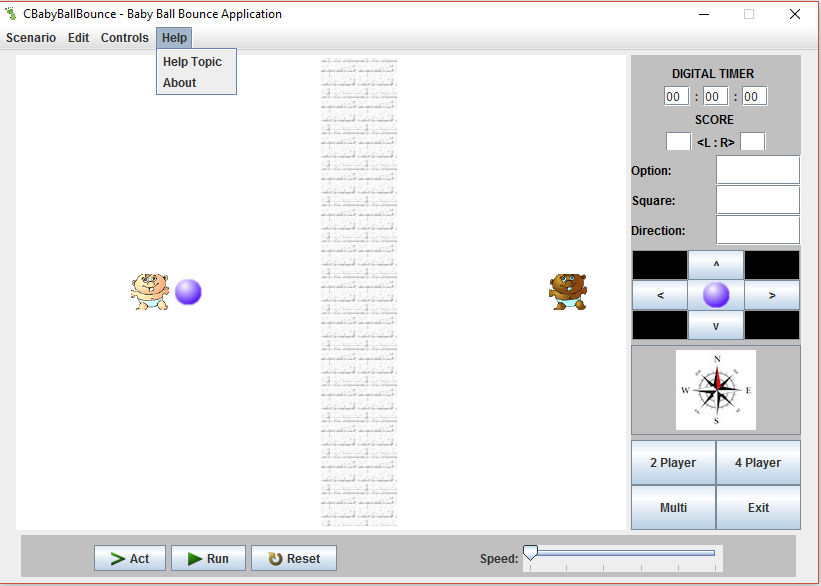 CBabyBallBounce - Baby Ball Bounce Application
Scenario Edit Controls Help
Help Topic
About
DIGITAL TIMER
00 : 00 : 00
SCORE
<L : R>
Option:
Square:
Direction:
^
< >
v
N
W E
S
2 Player 4 Player
Multi Exit
Act Run Reset Speed: